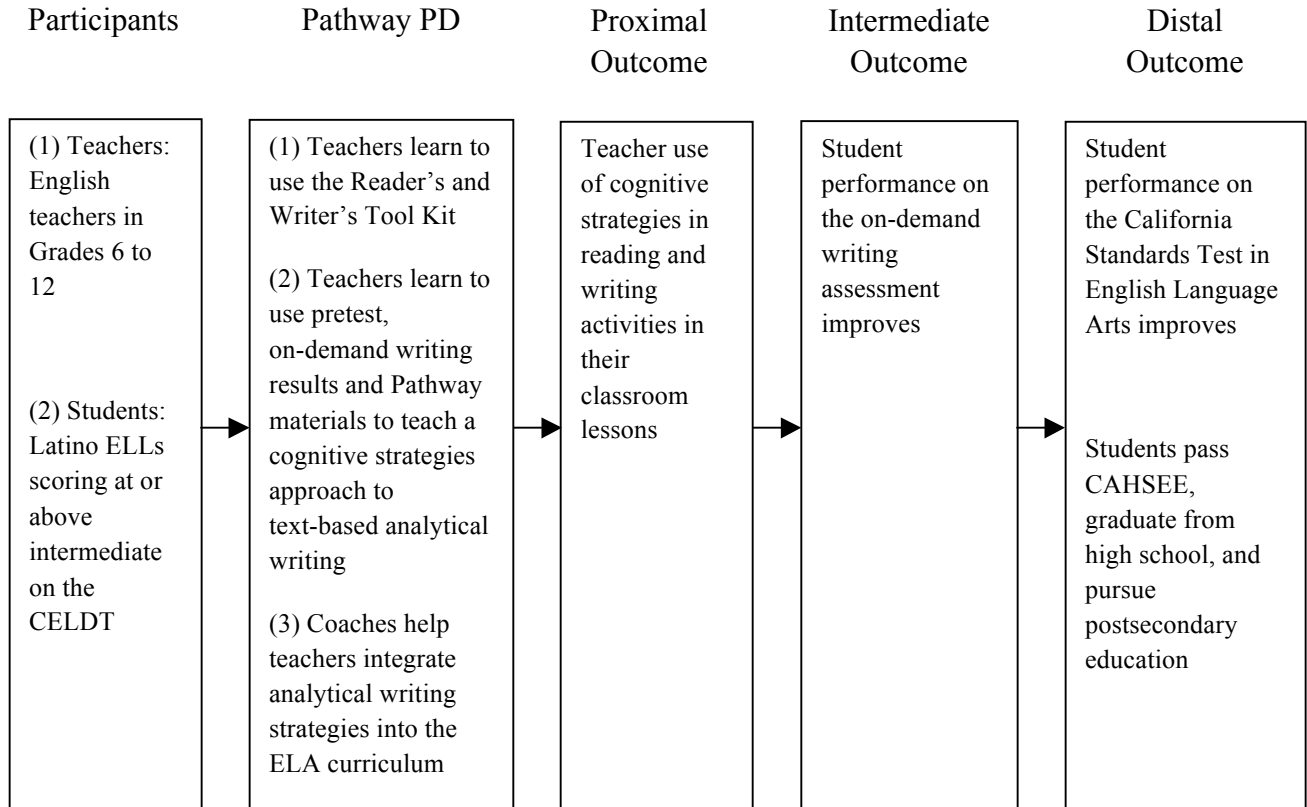 Participants
Pathway PD
Proximal
Outcome
Intermediate
Outcome
Distal
Outcome
(1) Teachers:
English
teachers in
Grades 6 to
12
(2) Students:
Latino ELLs
scoring at or
above
intermediate
on the
CELDT
(1) Teachers learn to
use the Reader’s and
Writer’s Tool Kit
(2) Teachers learn to
use pretest,
on-demand writing
results and Pathway
materials to teach a
cognitive strategies
approach to
text-based analytical
writing
(3) Coaches help
teachers integrate
analytical writing
strategies into the
ELA curriculum
Teacher use
of cognitive
strategies in
reading and
writing
activities in
their
classroom
lessons
Student
performance on
the on-demand
writing
assessment
improves
Student
performance on
the California
Standards Test in
English Language
Arts improves
Students pass
CAHSEE,
graduate from
high school, and
pursue
postsecondary
education